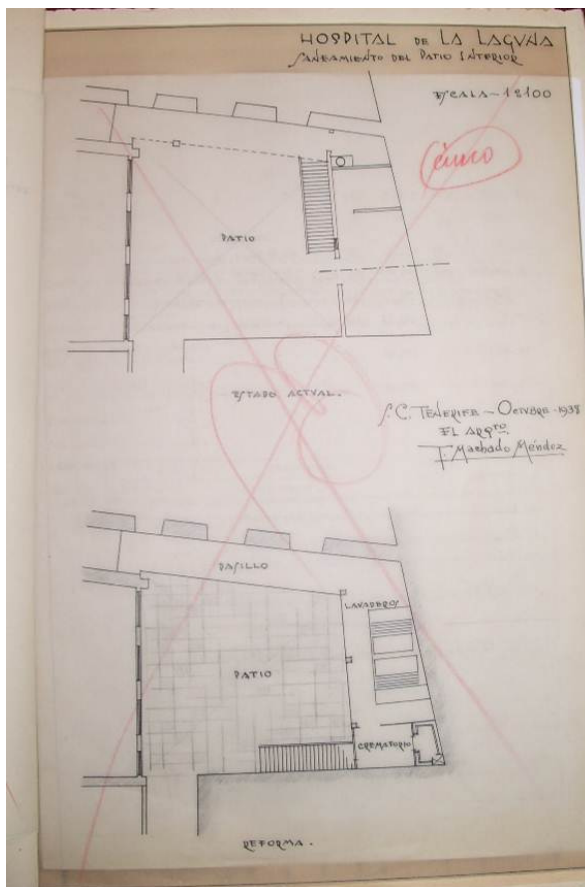 HOSPITAL DE LA LAGUNA
SANEAMIENTO DEL PATIO INTERIOR
ESCALA-1:100
PATIO
ESTADO ACTUAL.
S.C. TENERIFE - OCTUBRE-1938
EL ARQTO.
T. Machado Méndez
PASILLO
LAVADEROS
PATIO
CREMATORIO
REFORMA.